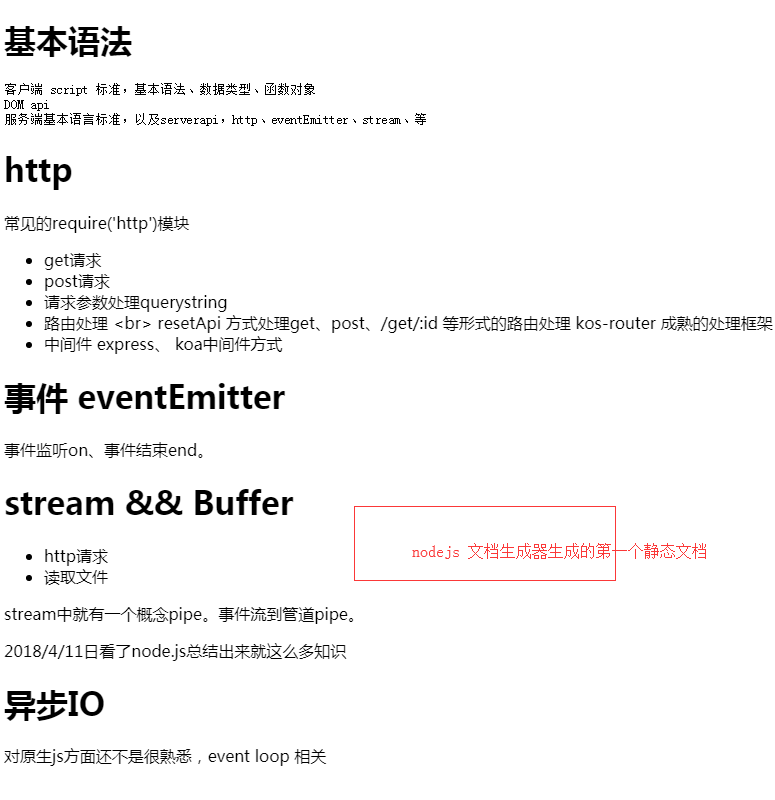 基本语法
客户端 script 标准，基本语法、数据类型、函数对象
DOM api
服务端基本语言标准，以及serverapi，http、eventEmitter、stream、等
http
常见的require('http')模块
get请求
post请求
请求参数处理querystring
路由处理 <br> resetApi 方式处理get、post、/get/:id 等形式的路由处理 kos-router 成熟的处理框架
中间件 express、 koa中间件方式
事件 eventEmitter
事件监听on、事件结束end。
stream && Buffer
http请求
读取文件
nodejs 文档生成器生成的第一个静态文档
stream中就有一个概念pipe。事件流到管道pipe。
2018/4/11日看了node.js总结出来就这么多知识
异步IO
对原生js方面还不是很熟悉，event loop 相关